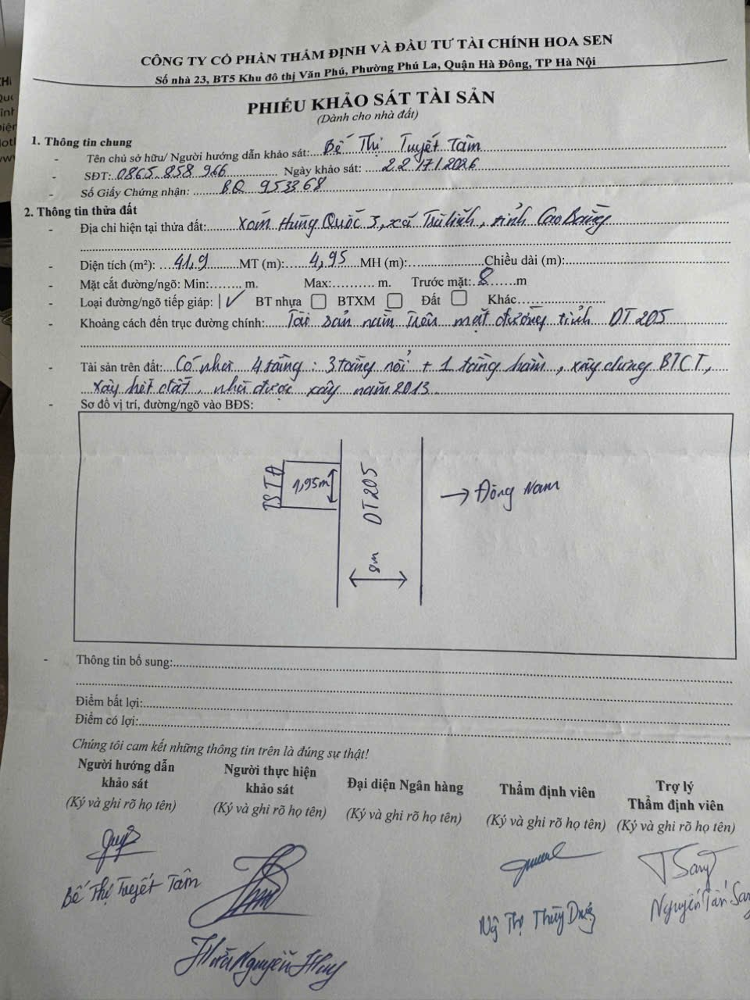 CÔNG TY CỔ PHẦN THẨM ĐỊNH VÀ ĐẦU TƯ TÀI CHÍNH HOA SEN
Số nhà 23, BT5 Khu đô thị Văn Phú, Phường Phú La, Quận Hà Đông, TP Hà Nội
PHIẾU KHẢO SÁT TÀI SẢN
(Dành cho nhà đất)
1. Thông tin chung
- Tên chủ sở hữu/ Người hướng dẫn khảo sát: Bế Thị Tuyết Tâm
- SĐT: 0865.858 966 Ngày khảo sát: 22/7/2026
- Số Giấy Chứng nhận: BQ 953368
2. Thông tin thửa đất
- Địa chỉ hiện tại thửa đất: Xóm Hưng Quốc 3, xã tỉnh Cao Bằng
- Diện tích (m²): 41,9 MT (m): 4,95 MH (m): Chiều dài (m):
- Mặt cắt đường/ngõ: Min: m. Max: m. Trước mặt: 8 m
- Loại đường/ngõ tiếp giáp: ✓ BT nhựa BTXM Đất Khác
- Khoảng cách đến trục đường chính: Tài sản nằm trên mặt đường tỉnh DT 205
- Tài sản trên đất: Có nhà 4 tầng: 3 tầng nổi + 1 tầng hầm, xây dựng BTCT,
xây hết đất, nhà được xây năm 2013.
- Sơ đồ vị trí, đường/ngõ vào BĐS:
TSTĐ
4,95m
DT 205
8m
→ Đông Nam
- Thông tin bổ sung:
Điểm bất lợi:
Điểm có lợi:
Chúng tôi cam kết những thông tin trên là đúng sự thật!
Người hướng dẫn khảo sát
Người thực hiện khảo sát
Đại diện Ngân hàng
Thẩm định viên
Trợ lý Thẩm định viên
(Ký và ghi rõ họ tên)
(Ký và ghi rõ họ tên)
(Ký và ghi rõ họ tên)
(Ký và ghi rõ họ tên)
(Ký và ghi rõ họ tên)
Bế Thị Tuyết Tâm
Nguyễn Huy
Thị Thùy
Nguyễn Tấn